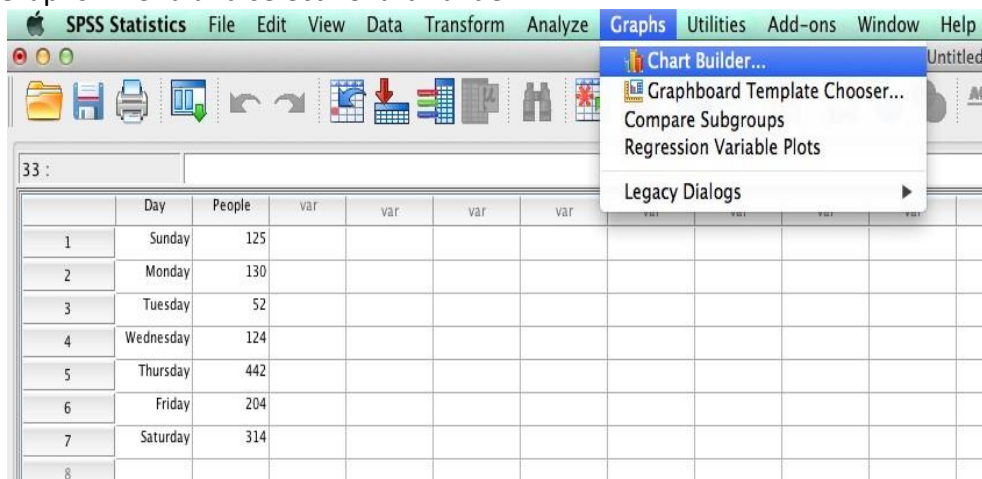 SPSS Statistics File Edit View Data Transform Analyze Graphs Utilities Add-ons Window Help
Untitled
Chart Builder...
Graphboard Template Chooser...
Compare Subgroups
Regression Variable Plots
Legacy Dialogs
33 :
Day People var var var var
1 Sunday 125
2 Monday 130
3 Tuesday 52
4 Wednesday 124
5 Thursday 442
6 Friday 204
7 Saturday 314
8